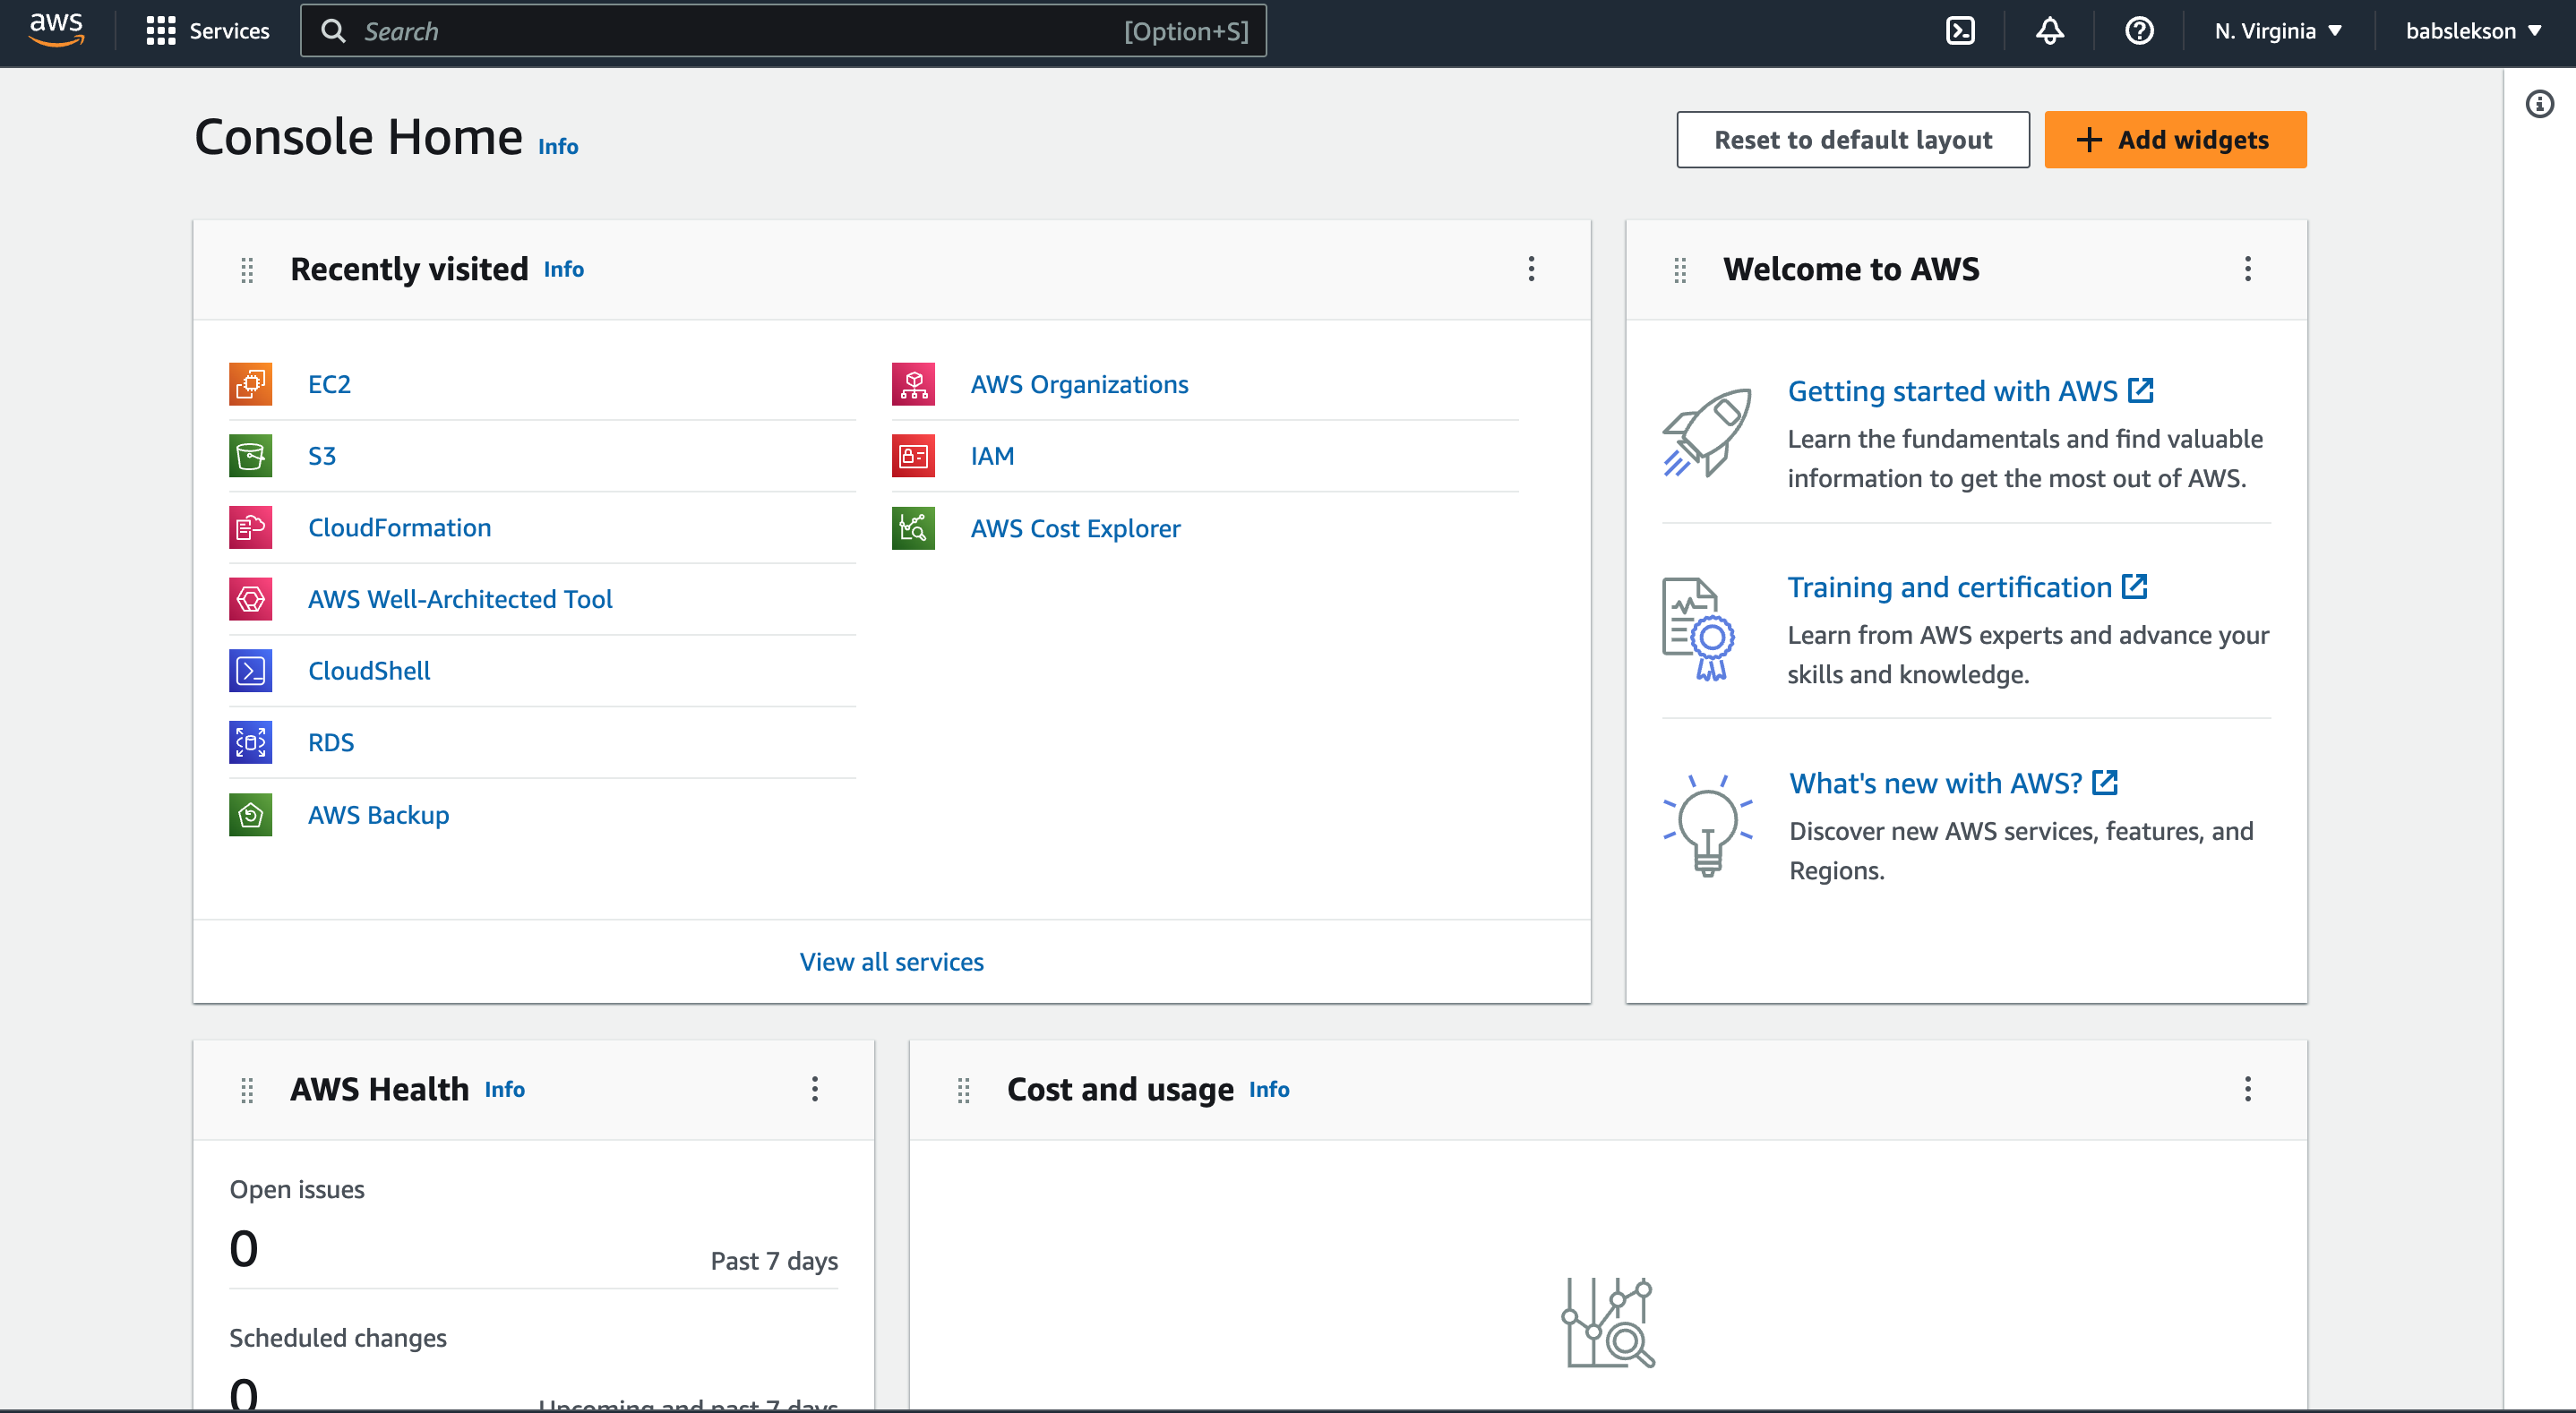 aws
Services
Search
[Option+S]
N. Virginia
babslekson
Console Home Info
Reset to default layout
+ Add widgets
Recently visited Info
EC2
S3
CloudFormation
AWS Well-Architected Tool
CloudShell
RDS
AWS Backup
AWS Organizations
IAM
AWS Cost Explorer
View all services
Welcome to AWS
Getting started with AWS
Learn the fundamentals and find valuable
information to get the most out of AWS.
Training and certification
Learn from AWS experts and advance your
skills and knowledge.
What's new with AWS?
Discover new AWS services, features, and
Regions.
AWS Health Info
Open issues
0
Past 7 days
Scheduled changes
0
Upcoming and past 7 days
Cost and usage Info